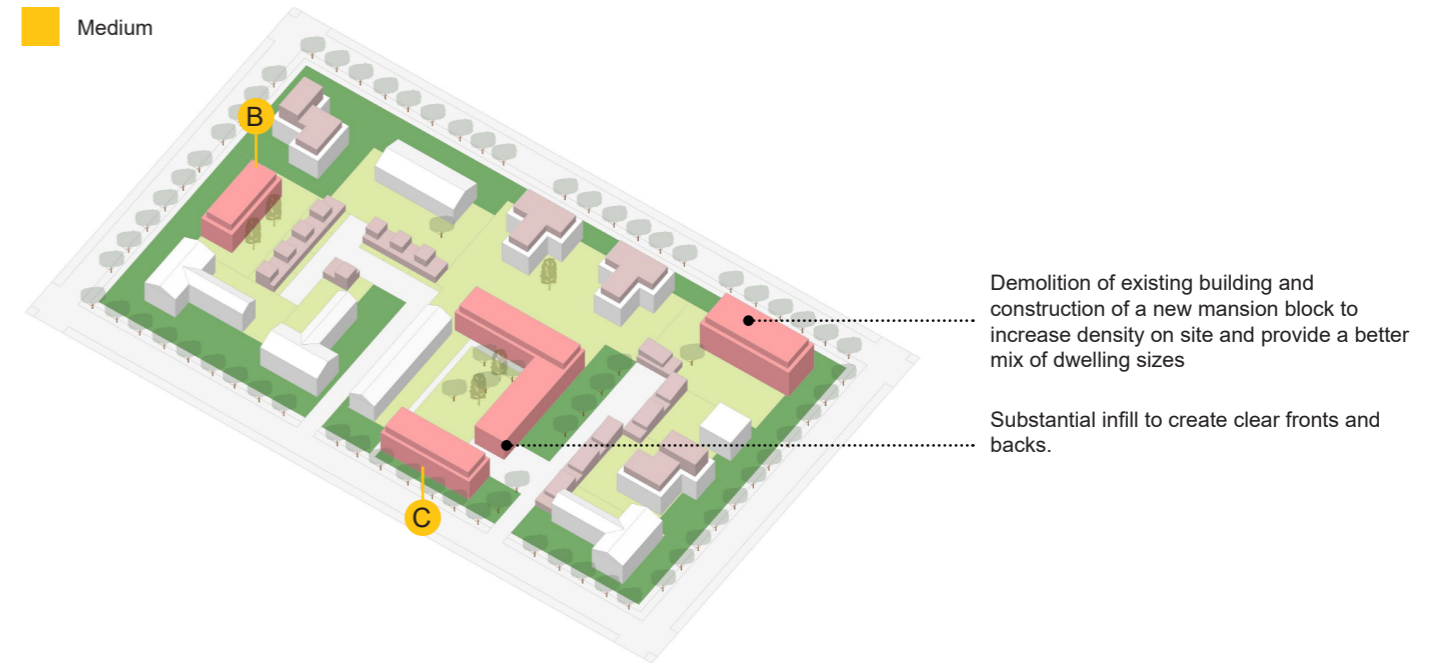 Medium
B
Demolition of existing building and
construction of a new mansion block to
increase density on site and provide a better
mix of dwelling sizes
Substantial infill to create clear fronts and
backs.
C